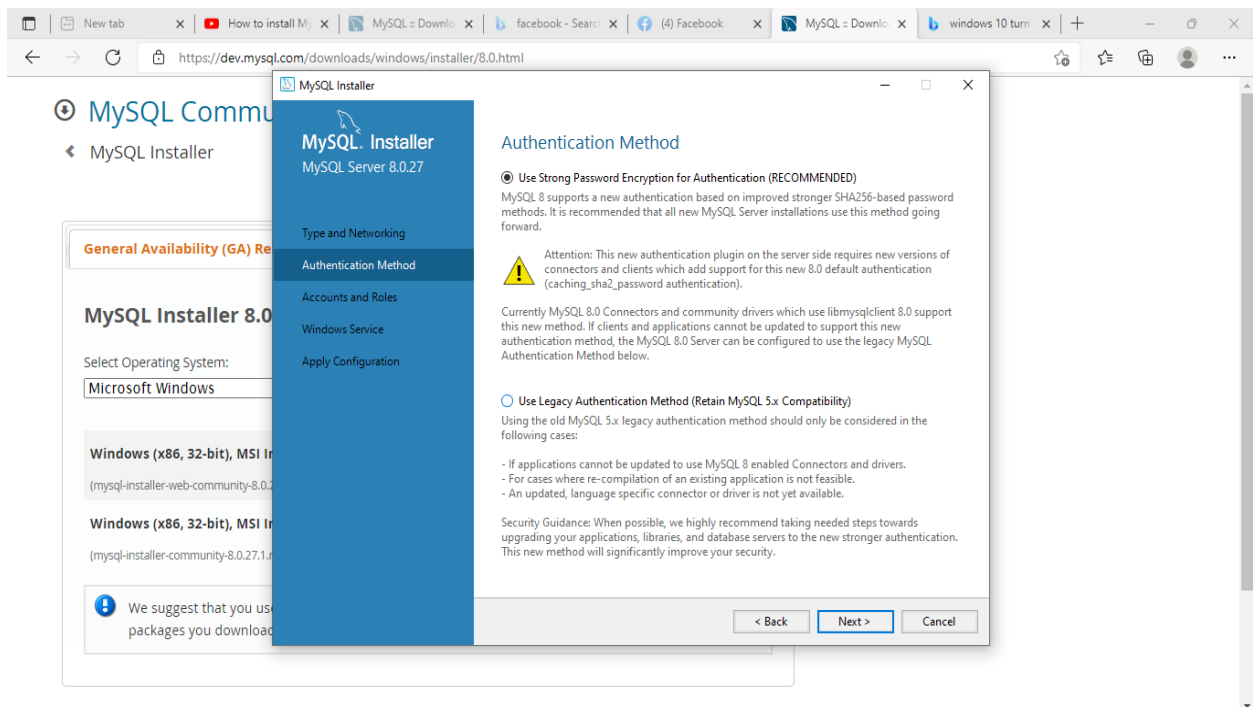 New tab
How to install My
MySQL :: Downlo
facebook - Searc
(4) Facebook
MySQL :: Downlo
windows 10 turn
https://dev.mysql.com/downloads/windows/installer/8.0.html
MySQL Commu
MySQL Installer
General Availability (GA) Re
MySQL Installer 8.0
Select Operating System:
Microsoft Windows
Windows (x86, 32-bit), MSI In
(mysql-installer-web-community-8.0.2
Windows (x86, 32-bit), MSI In
(mysql-installer-community-8.0.27.1.m
We suggest that you use
packages you download
MySQL Installer
MySQL. Installer
MySQL Server 8.0.27
Type and Networking
Authentication Method
Accounts and Roles
Windows Service
Apply Configuration
Authentication Method
Use Strong Password Encryption for Authentication (RECOMMENDED)
MySQL 8 supports a new authentication based on improved stronger SHA256-based password
methods. It is recommended that all new MySQL Server installations use this method going
forward.
Attention: This new authentication plugin on the server side requires new versions of
connectors and clients which add support for this new 8.0 default authentication
(caching_sha2_password authentication).
Currently MySQL 8.0 Connectors and community drivers which use libmysqlclient 8.0 support
this new method. If clients and applications cannot be updated to support this new
authentication method, the MySQL 8.0 Server can be configured to use the legacy MySQL
Authentication Method below.
Use Legacy Authentication Method (Retain MySQL 5.x Compatibility)
Using the old MySQL 5.x legacy authentication method should only be considered in the
following cases:
- If applications cannot be updated to use MySQL 8 enabled Connectors and drivers.
- For cases where re-compilation of an existing application is not feasible.
- An updated, language specific connector or driver is not yet available.
Security Guidance: When possible, we highly recommend taking needed steps towards
upgrading your applications, libraries, and database servers to the new stronger authentication.
This new method will significantly improve your security.
< Back
Next >
Cancel